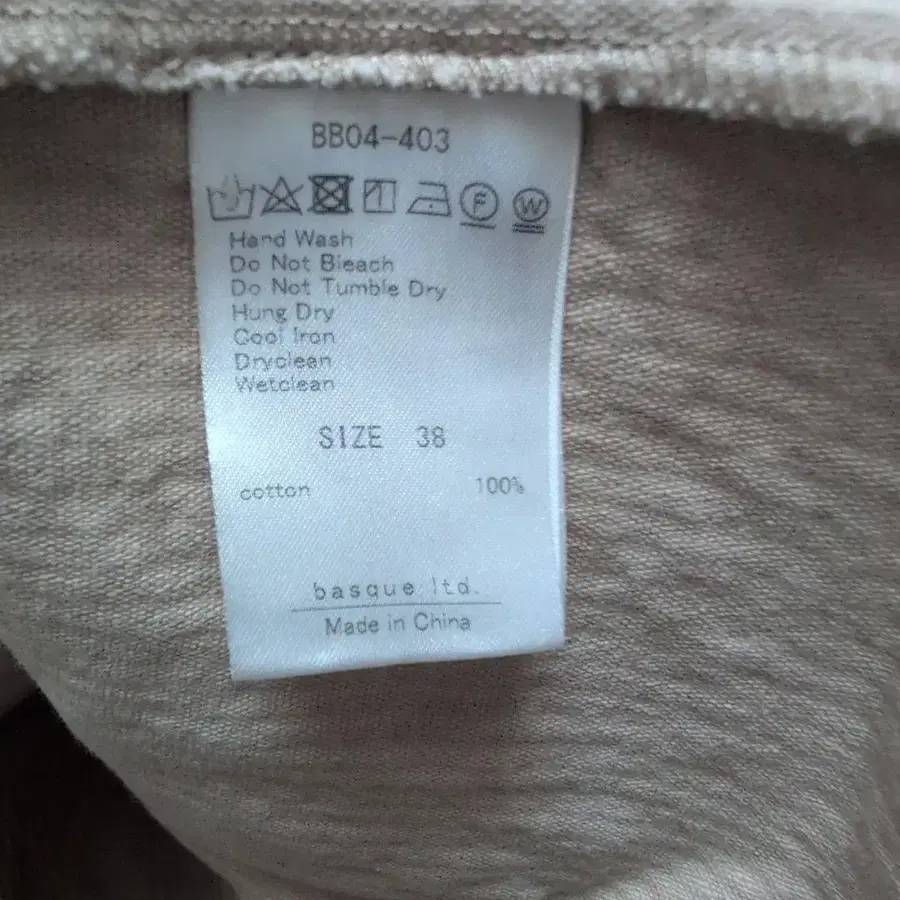 BB04-403
F W
Hand Wash
Do Not Bleach
Do Not Tumble Dry
Hung Dry
Cool Iron
Dryclean
Wetclean
SIZE 38
cotton 100%
basque ltd.
Made in China